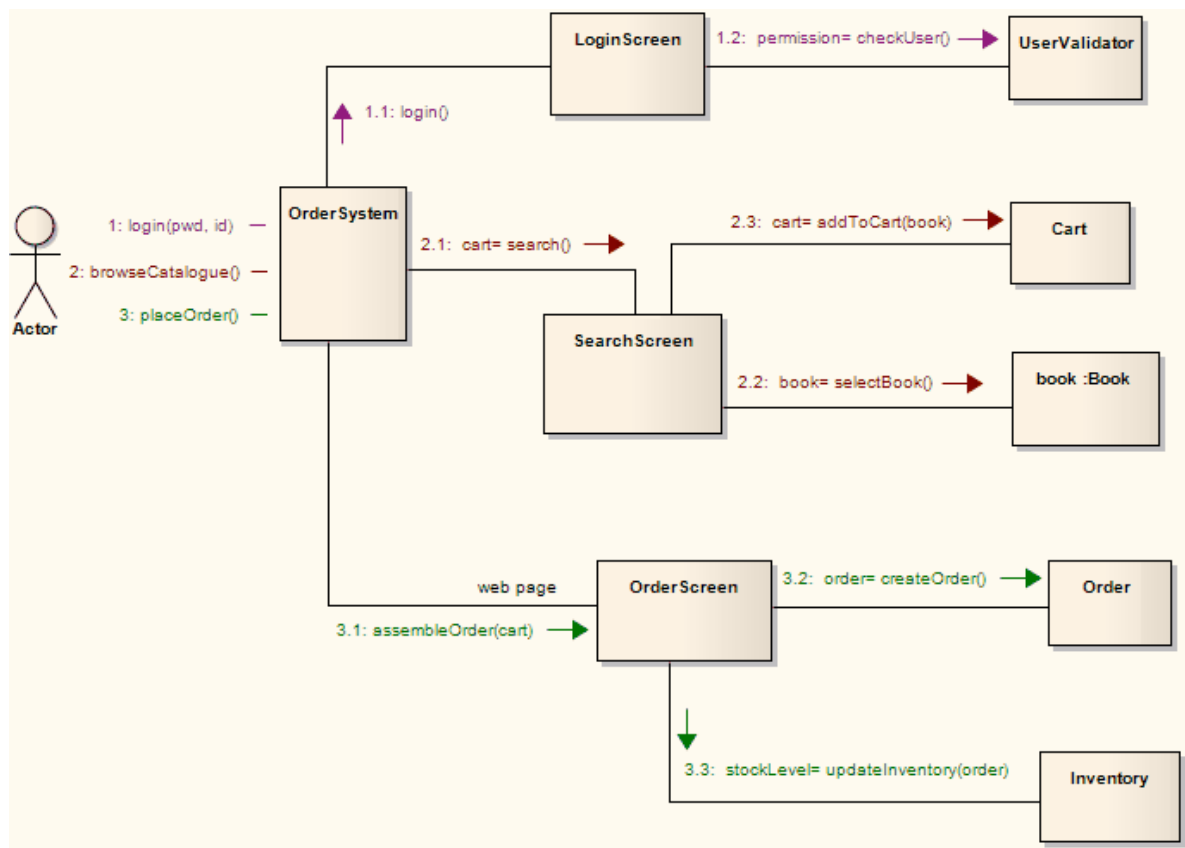 LoginScreen
1.2: permission= checkUser()
UserValidator
1.1: login()
OrderSystem
1: login(pwd, id)
2: browseCatalogue()
3: placeOrder()
Actor
2.1: cart= search()
2.3: cart= addToCart(book)
Cart
SearchScreen
2.2: book= selectBook()
book :Book
web page
OrderScreen
3.2: order= createOrder()
Order
3.1: assembleOrder(cart)
3.3: stockLevel= updateInventory(order)
Inventory